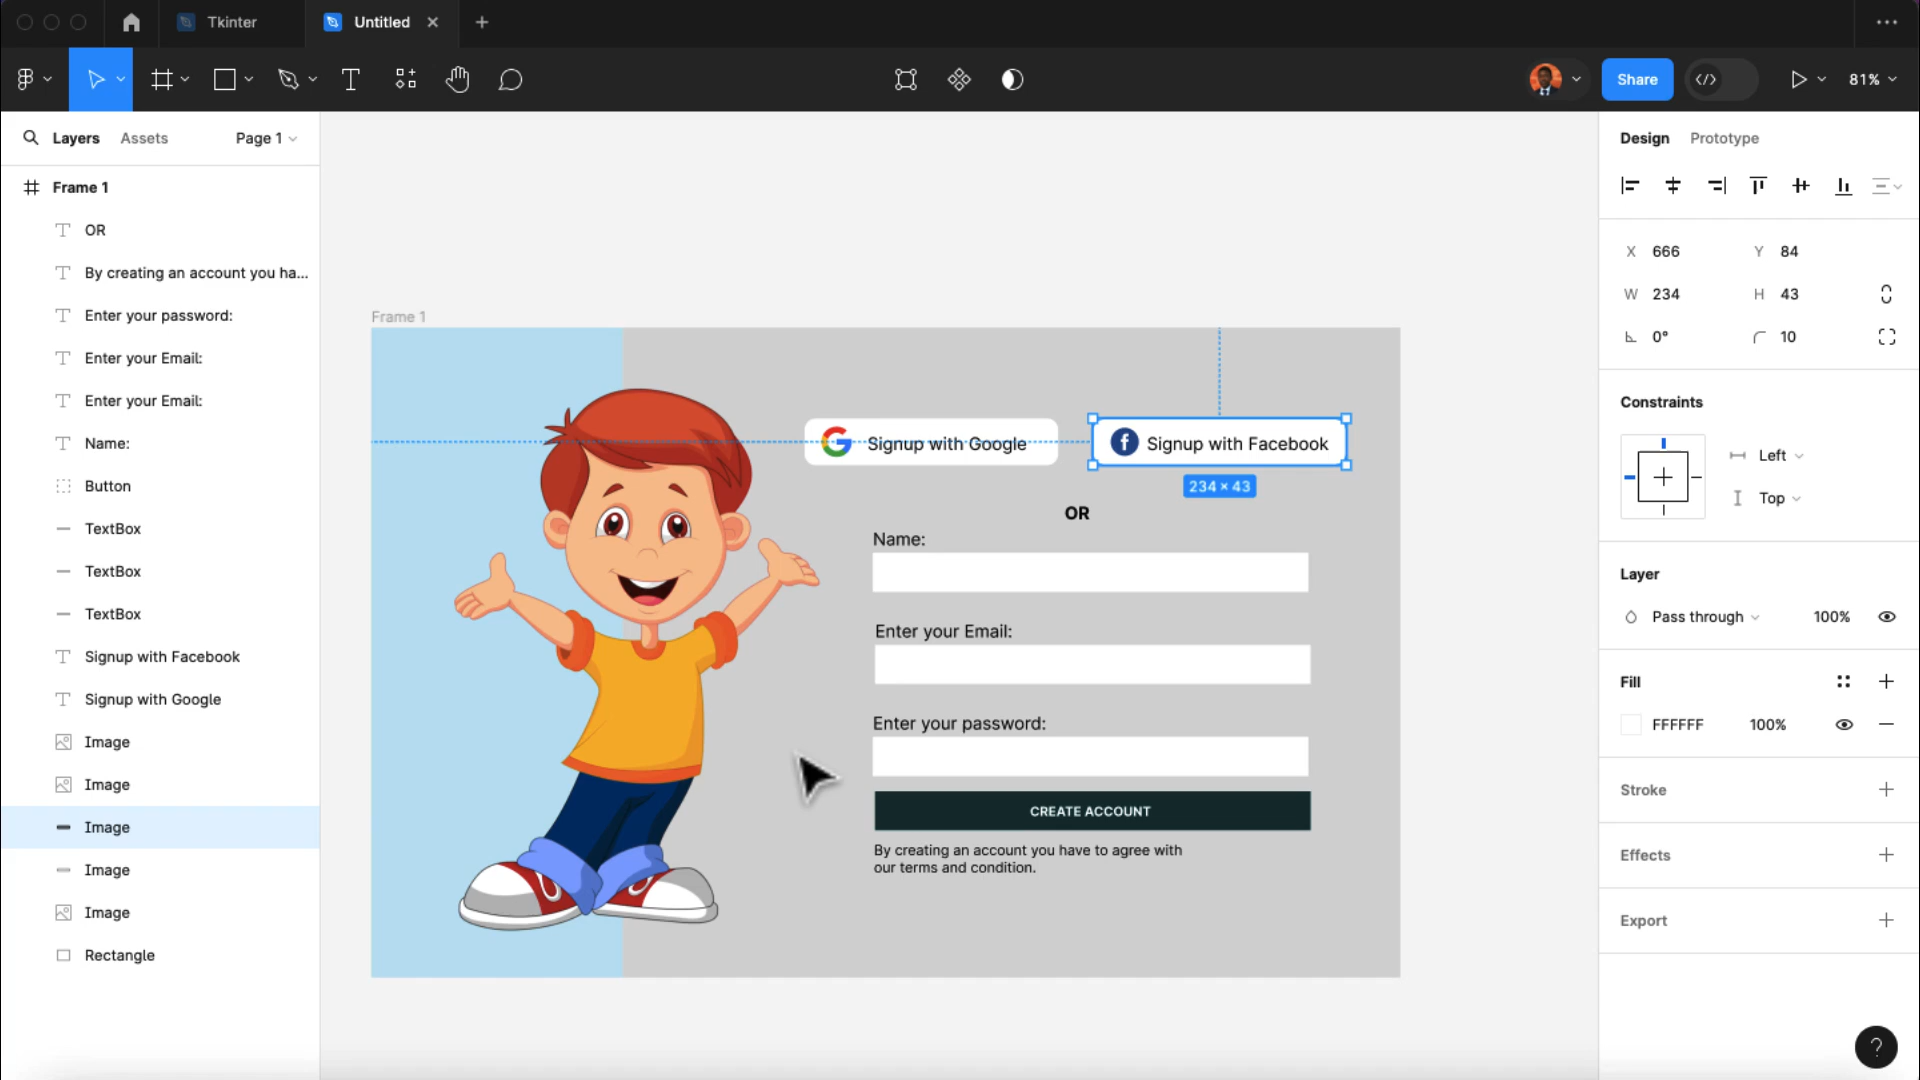 Tkinter
Untitled
Share
81%
Layers
Assets
Page 1
Frame 1
OR
By creating an account you ha...
Enter your password:
Enter your Email:
Enter your Email:
Name:
Button
TextBox
TextBox
TextBox
Signup with Facebook
Signup with Google
Image
Image
Image
Image
Image
Rectangle
Frame 1
Signup with Google
Signup with Facebook
234 × 43
OR
Name:
Enter your Email:
Enter your password:
CREATE ACCOUNT
By creating an account you have to agree with
our terms and condition.
Design
Prototype
X 666
Y 84
W 234
H 43
0°
10
Constraints
Left
Top
Layer
Pass through
100%
Fill
FFFFFF
100%
Stroke
Effects
Export
?